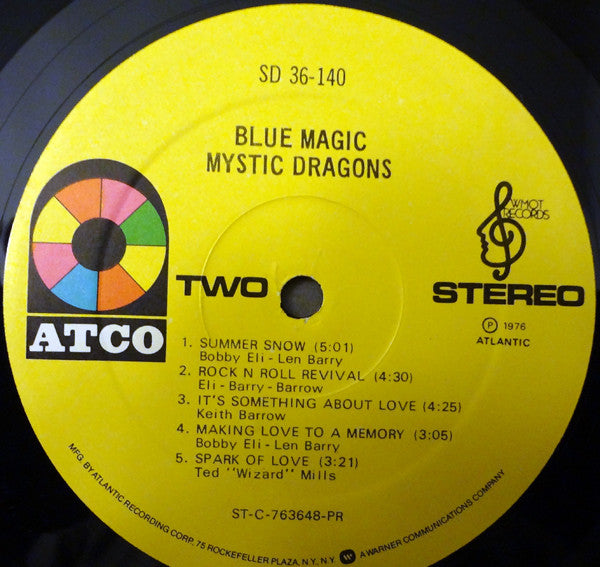 SD 36-140
BLUE MAGIC
MYSTIC DRAGONS
WMOT
RECORDS
TWO
STEREO
ATCO
℗ 1976
ATLANTIC
1. SUMMER SNOW (5:01)
Bobby Eli - Len Barry
2. ROCK N ROLL REVIVAL (4:30)
Eli - Barry - Barrow
3. IT'S SOMETHING ABOUT LOVE (4:25)
Keith Barrow
4. MAKING LOVE TO A MEMORY (3:05)
Bobby Eli - Len Barry
5. SPARK OF LOVE (3:21)
Ted "Wizard" Mills
ST-C-763648-PR
MFG. BY ATLANTIC RECORDING CORP. 75 ROCKEFELLER PLAZA, N.Y., N.Y. W A WARNER COMMUNICATIONS COMPANY